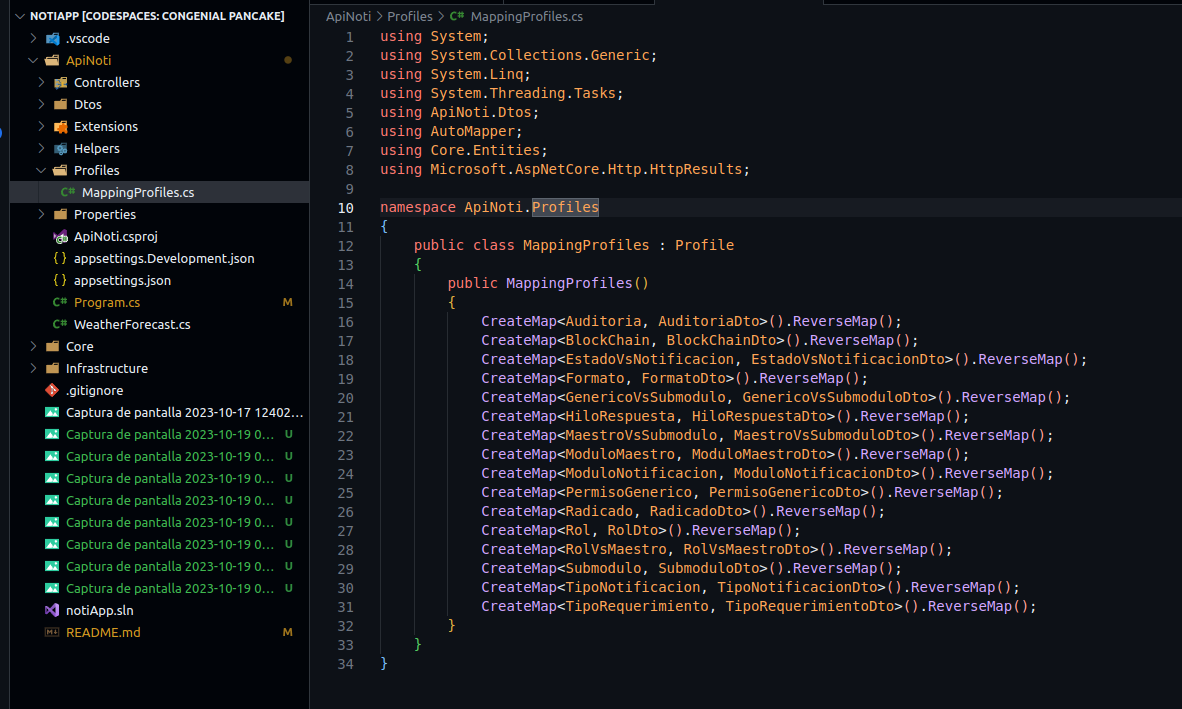 NOTIAPP [CODESPACES: CONGENIAL PANCAKE]
.vscode
ApiNoti
Controllers
Dtos
Extensions
Helpers
Profiles
C# MappingProfiles.cs
Properties
ApiNoti.csproj
{} appsettings.Development.json
{} appsettings.json
C# Program.cs M
C# WeatherForecast.cs
Core
Infrastructure
.gitignore
Captura de pantalla 2023-10-17 12402...
Captura de pantalla 2023-10-19 0... U
Captura de pantalla 2023-10-19 0... U
Captura de pantalla 2023-10-19 0... U
Captura de pantalla 2023-10-19 0... U
Captura de pantalla 2023-10-19 0... U
Captura de pantalla 2023-10-19 0... U
Captura de pantalla 2023-10-19 0... U
Captura de pantalla 2023-10-19 0... U
notiApp.sln
README.md M
ApiNoti > Profiles > C# MappingProfiles.cs
1 using System;
2 using System.Collections.Generic;
3 using System.Linq;
4 using System.Threading.Tasks;
5 using ApiNoti.Dtos;
6 using AutoMapper;
7 using Core.Entities;
8 using Microsoft.AspNetCore.Http.HttpResults;
9
10 namespace ApiNoti.Profiles
11 {
12 public class MappingProfiles : Profile
13 {
14 public MappingProfiles()
15 {
16 CreateMap<Auditoria, AuditoriaDto>().ReverseMap();
17 CreateMap<BlockChain, BlockChainDto>().ReverseMap();
18 CreateMap<EstadoVsNotificacion, EstadoVsNotificacionDto>().ReverseMap();
19 CreateMap<Formato, FormatoDto>().ReverseMap();
20 CreateMap<GenericoVsSubmodulo, GenericoVsSubmoduloDto>().ReverseMap();
21 CreateMap<HiloRespuesta, HiloRespuestaDto>().ReverseMap();
22 CreateMap<MaestroVsSubmodulo, MaestroVsSubmoduloDto>().ReverseMap();
23 CreateMap<ModuloMaestro, ModuloMaestroDto>().ReverseMap();
24 CreateMap<ModuloNotificacion, ModuloNotificacionDto>().ReverseMap();
25 CreateMap<PermisoGenerico, PermisoGenericoDto>().ReverseMap();
26 CreateMap<Radicado, RadicadoDto>().ReverseMap();
27 CreateMap<Rol, RolDto>().ReverseMap();
28 CreateMap<RolVsMaestro, RolVsMaestroDto>().ReverseMap();
29 CreateMap<Submodulo, SubmoduloDto>().ReverseMap();
30 CreateMap<TipoNotificacion, TipoNotificacionDto>().ReverseMap();
31 CreateMap<TipoRequerimiento, TipoRequerimientoDto>().ReverseMap();
32 }
33 }
34 }